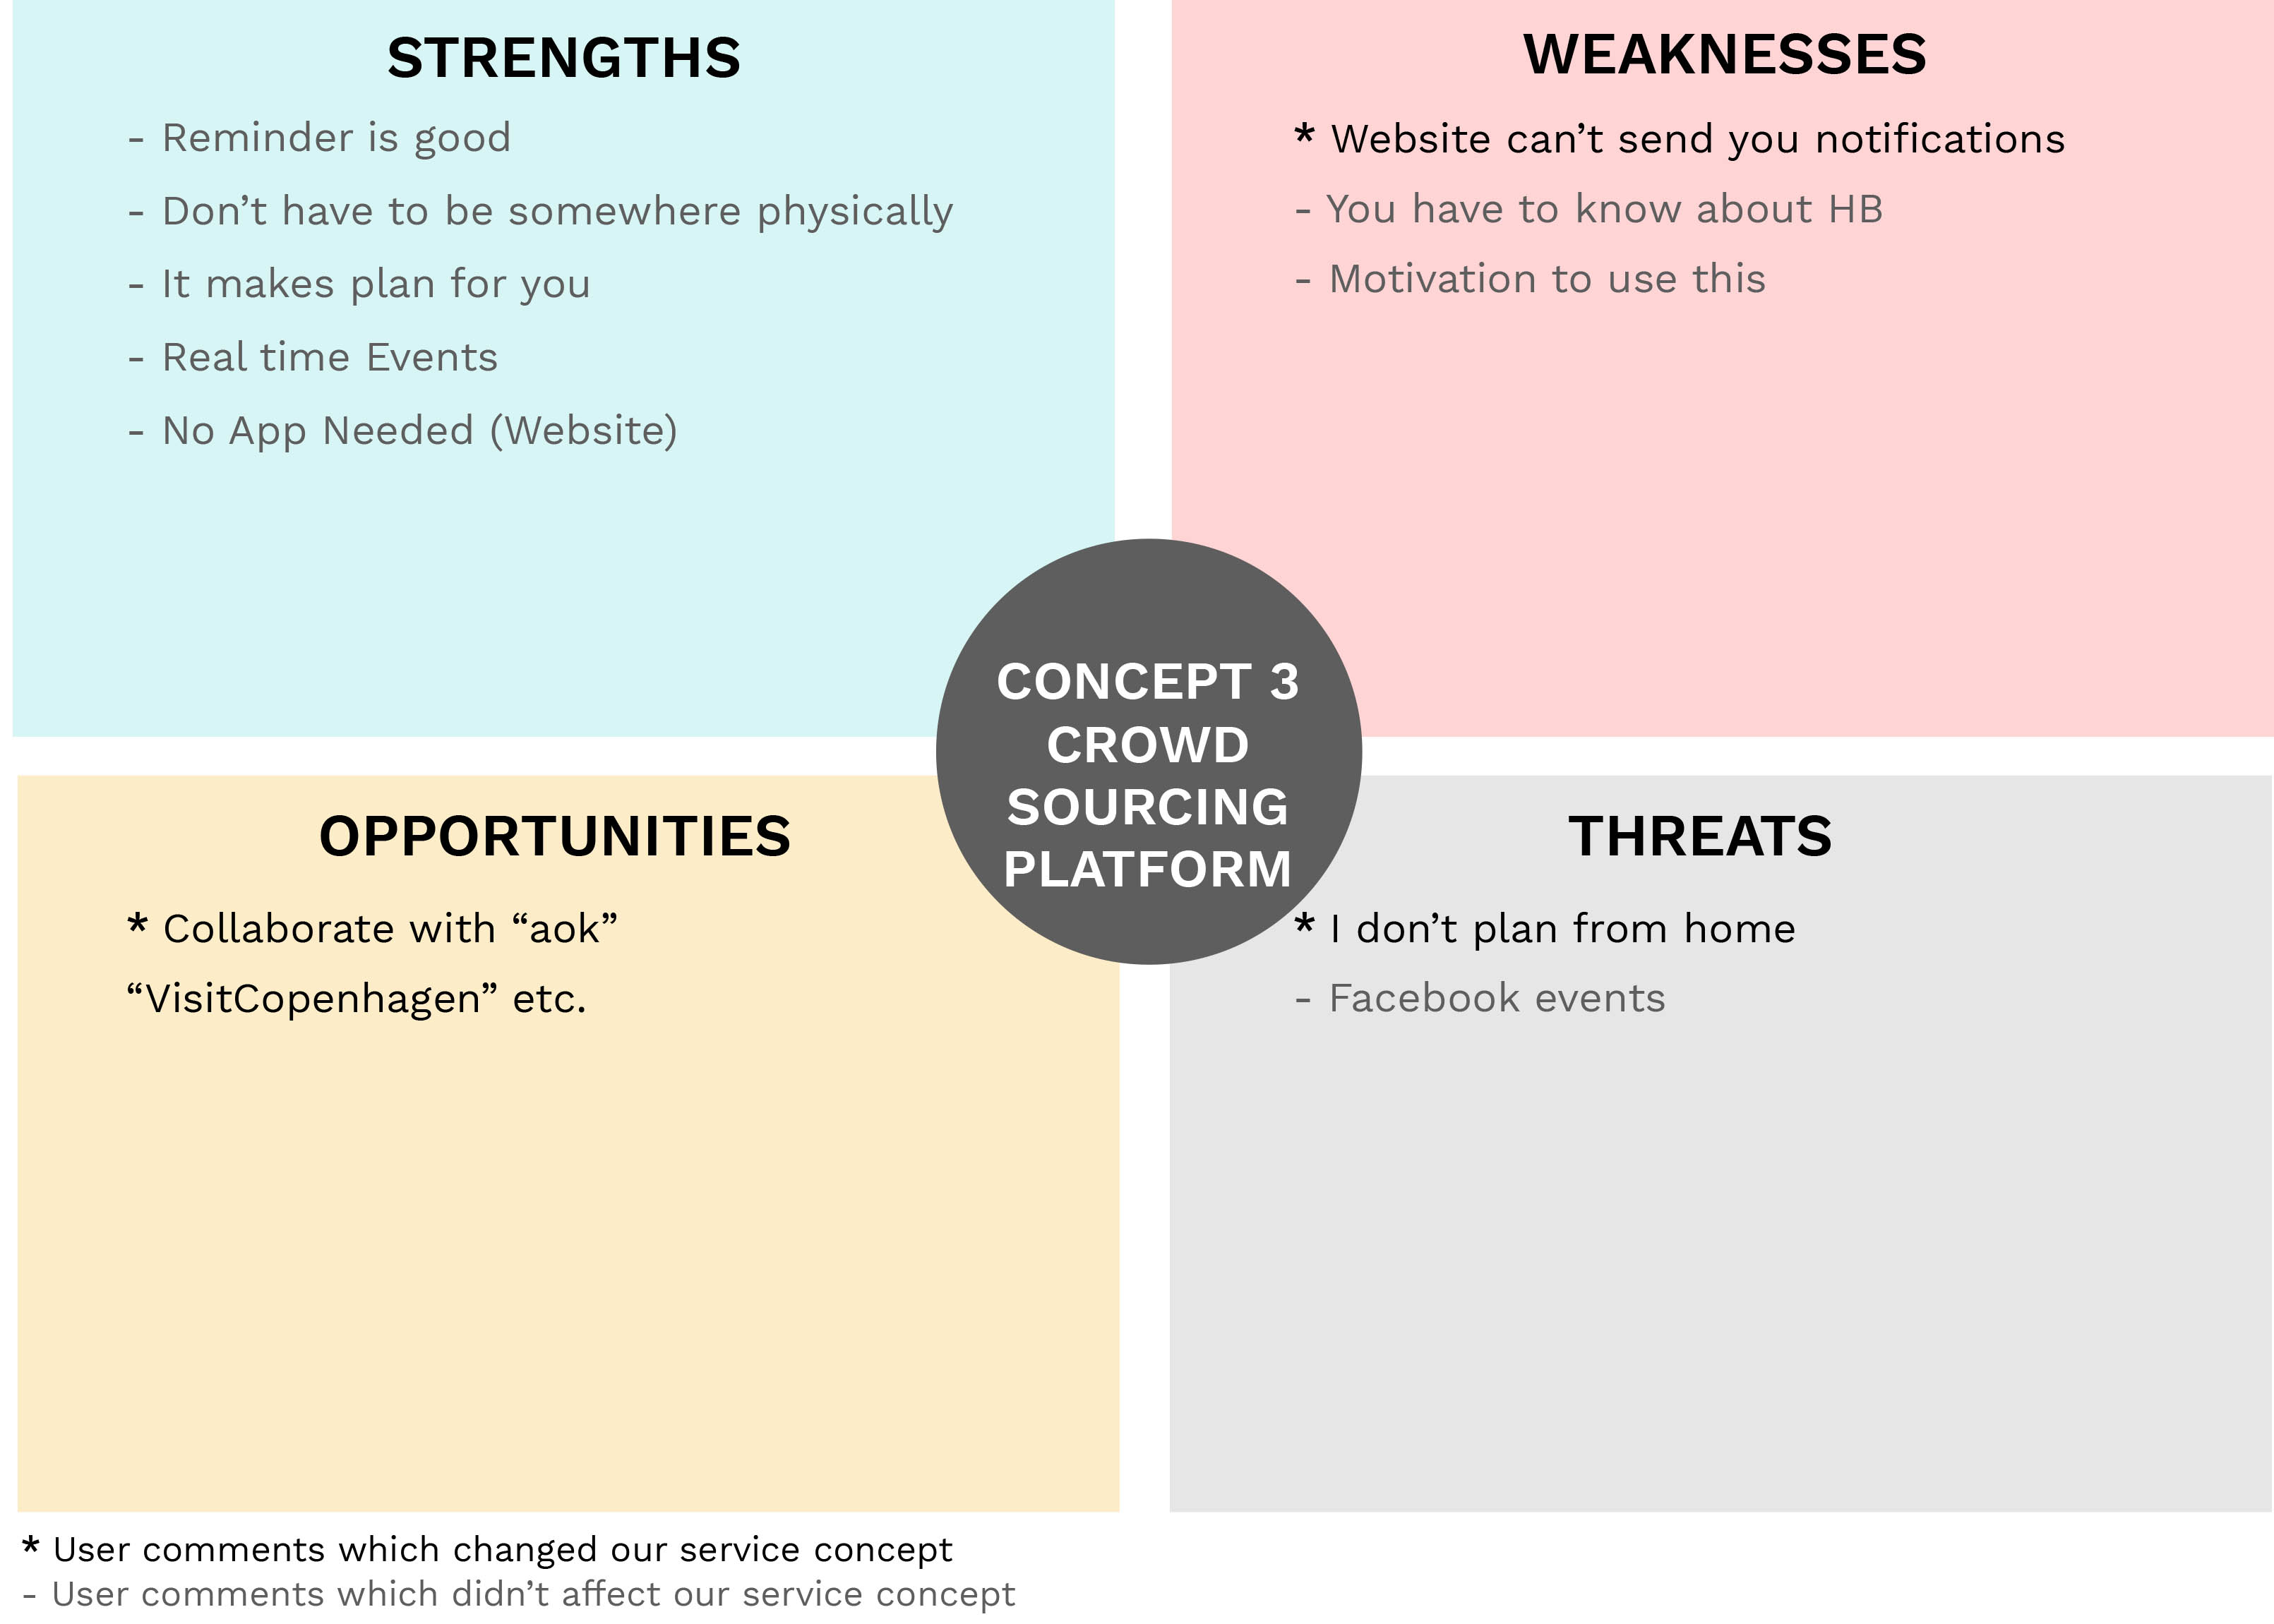 STRENGTHS
- Reminder is good
- Don’t have to be somewhere physically
- It makes plan for you
- Real time Events
- No App Needed (Website)
WEAKNESSES
* Website can’t send you notifications
- You have to know about HB
- Motivation to use this
CONCEPT 3
CROWD
SOURCING
PLATFORM
OPPORTUNITIES
* Collaborate with “aok”
“VisitCopenhagen” etc.
THREATS
* I don’t plan from home
- Facebook events
* User comments which changed our service concept
- User comments which didn’t affect our service concept